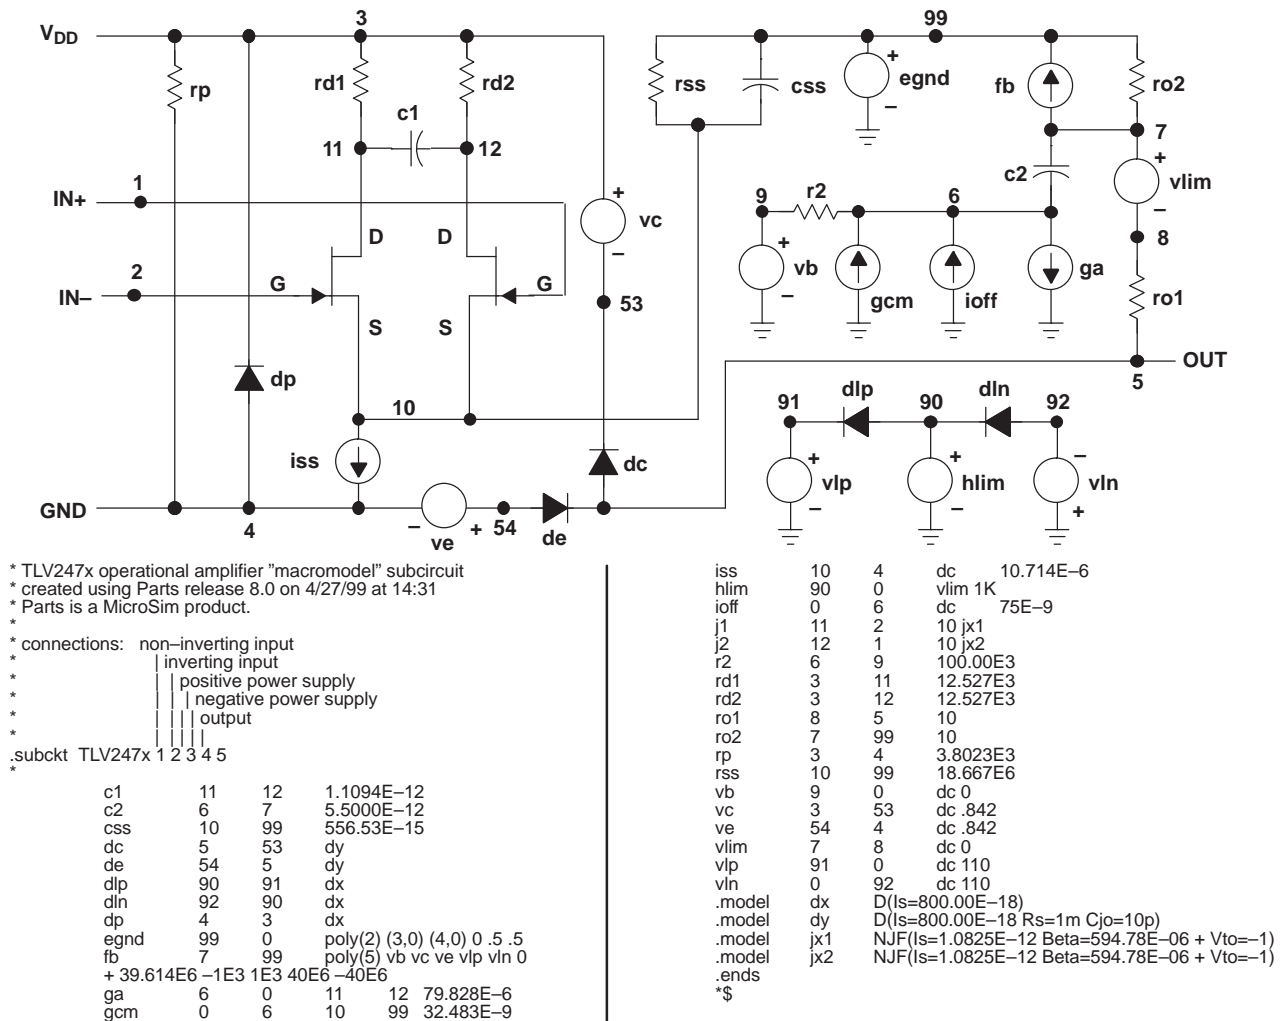 3
99
VDD
rp
rd1
rd2
rss
css
+
egnd
–
fb
ro2
c1
11
12
7
1
IN+
+
vc
–
9
r2
6
c2
+
vlim
–
8
D
D
2
G
G
IN–
53
+
vb
–
gcm
ioff
ga
ro1
S
S
OUT
5
dp
10
91
dlp
90
dln
92
iss
dc
+
vlp
–
+
hlim
–
–
vln
+
GND
4
–
ve
+
54
de
* TLV247x operational amplifier ”macromodel” subcircuit
* created using Parts release 8.0 on 4/27/99 at 14:31
* Parts is a MicroSim product.
*
* connections: non–inverting input
* | inverting input
* | | positive power supply
* | | | negative power supply
* | | | | output
* | | | | |
.subckt TLV247x 1 2 3 4 5
*
c1 11 12 1.1094E–12
c2 6 7 5.5000E–12
css 10 99 556.53E–15
dc 5 53 dy
de 54 5 dy
dlp 90 91 dx
dln 92 90 dx
dp 4 3 dx
egnd 99 0 poly(2) (3,0) (4,0) 0 .5 .5
fb 7 99 poly(5) vb vc ve vlp vln 0
+ 39.614E6 –1E3 1E3 40E6 –40E6
ga 6 0 11 12 79.828E–6
gcm 0 6 10 99 32.483E–9
iss 10 4 dc 10.714E–6
hlim 90 0 vlim 1K
ioff 0 6 dc 75E–9
j1 11 2 10 jx1
j2 12 1 10 jx2
r2 6 9 100.00E3
rd1 3 11 12.527E3
rd2 3 12 12.527E3
ro1 8 5 10
ro2 7 99 10
rp 3 4 3.8023E3
rss 10 99 18.667E6
vb 9 0 dc 0
vc 3 53 dc .842
ve 54 4 dc .842
vlim 7 8 dc 0
vlp 91 0 dc 110
vln 0 92 dc 110
.model dx D(Is=800.00E–18)
.model dy D(Is=800.00E–18 Rs=1m Cjo=10p)
.model jx1 NJF(Is=1.0825E–12 Beta=594.78E–06 + Vto=–1)
.model jx2 NJF(Is=1.0825E–12 Beta=594.78E–06 + Vto=–1)
.ends
*$